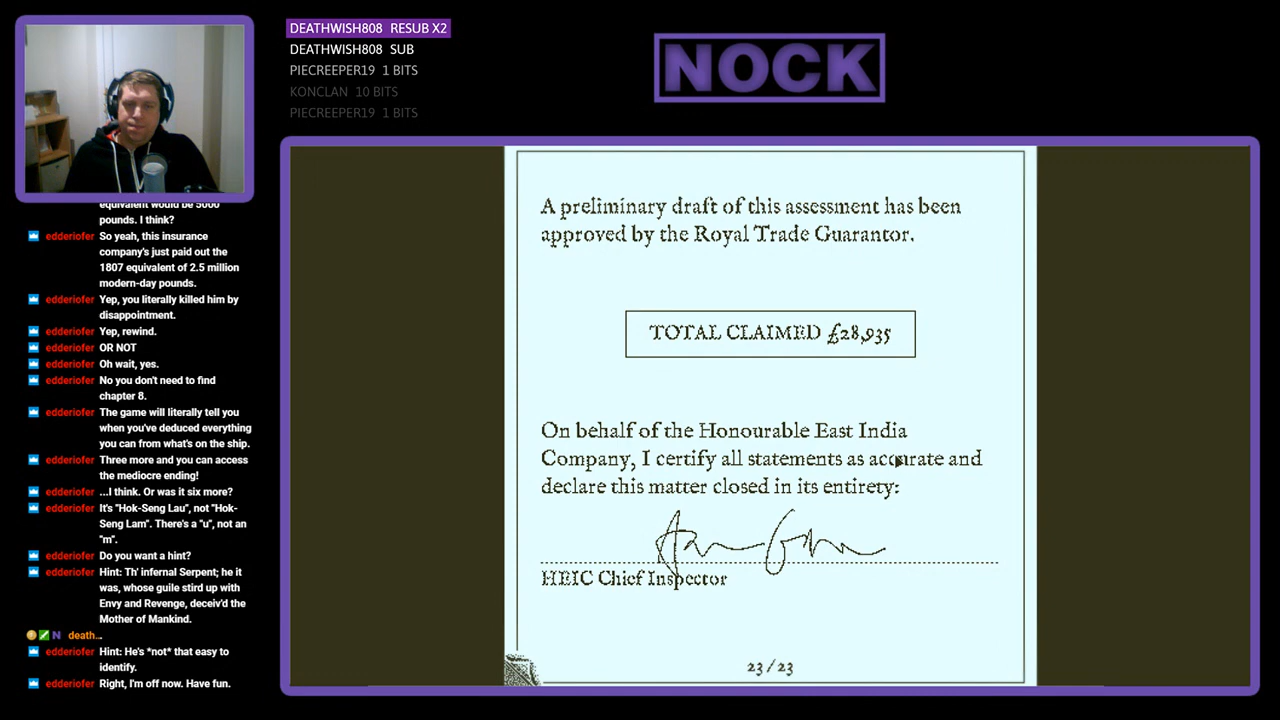 DEATHWISH808 RESUB X2
DEATHWISH808 SUB
PIECREEPER19 1 BITS
KONCLAN 10 BITS
PIECREEPER19 1 BITS
NOCK
equivalent would be 5000
pounds. I think?
edderiofer So yeah, this insurance
company's just paid out the
1807 equivalent of 2.5 million
modern-day pounds.
edderiofer Yep, you literally killed him by
disappointment.
edderiofer Yep, rewind.
edderiofer OR NOT
edderiofer Oh wait, yes.
edderiofer No you don't need to find
chapter 8.
edderiofer The game will literally tell you
when you've deduced everything
you can from what's on the ship.
edderiofer Three more and you can access
the mediocre ending!
edderiofer ...I think. Or was it six more?
edderiofer It's "Hok-Seng Lau", not "Hok-
Seng Lam". There's a "u", not an
"m".
edderiofer Do you want a hint?
edderiofer Hint: Th' infernal Serpent; he it
was, whose guile stird up with
Envy and Revenge, deceiv'd the
Mother of Mankind.
N death...
edderiofer Hint: He's *not* that easy to
identify.
edderiofer Right, I'm off now. Have fun.
A preliminary draft of this assessment has been
approved by the Royal Trade Guarantor.
TOTAL CLAIMED £28,935
On behalf of the Honourable East India
Company, I certify all statements as accurate and
declare this matter closed in its entirety:
HEIC Chief Inspector
23/23